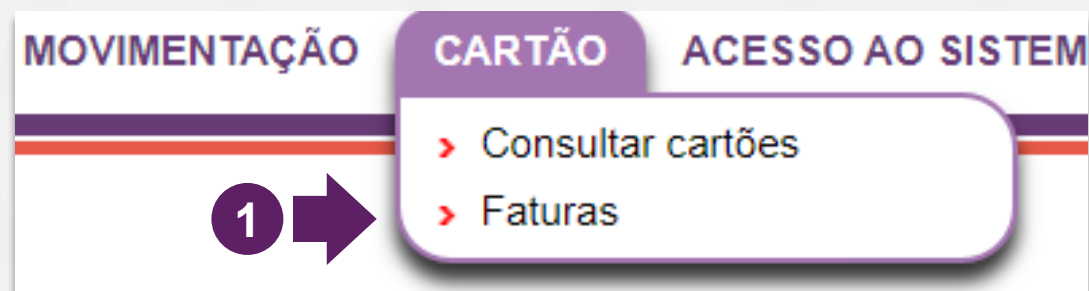 MOVIMENTAÇÃO CARTÃO ACESSO AO SISTEM
› Consultar cartões
1 › Faturas